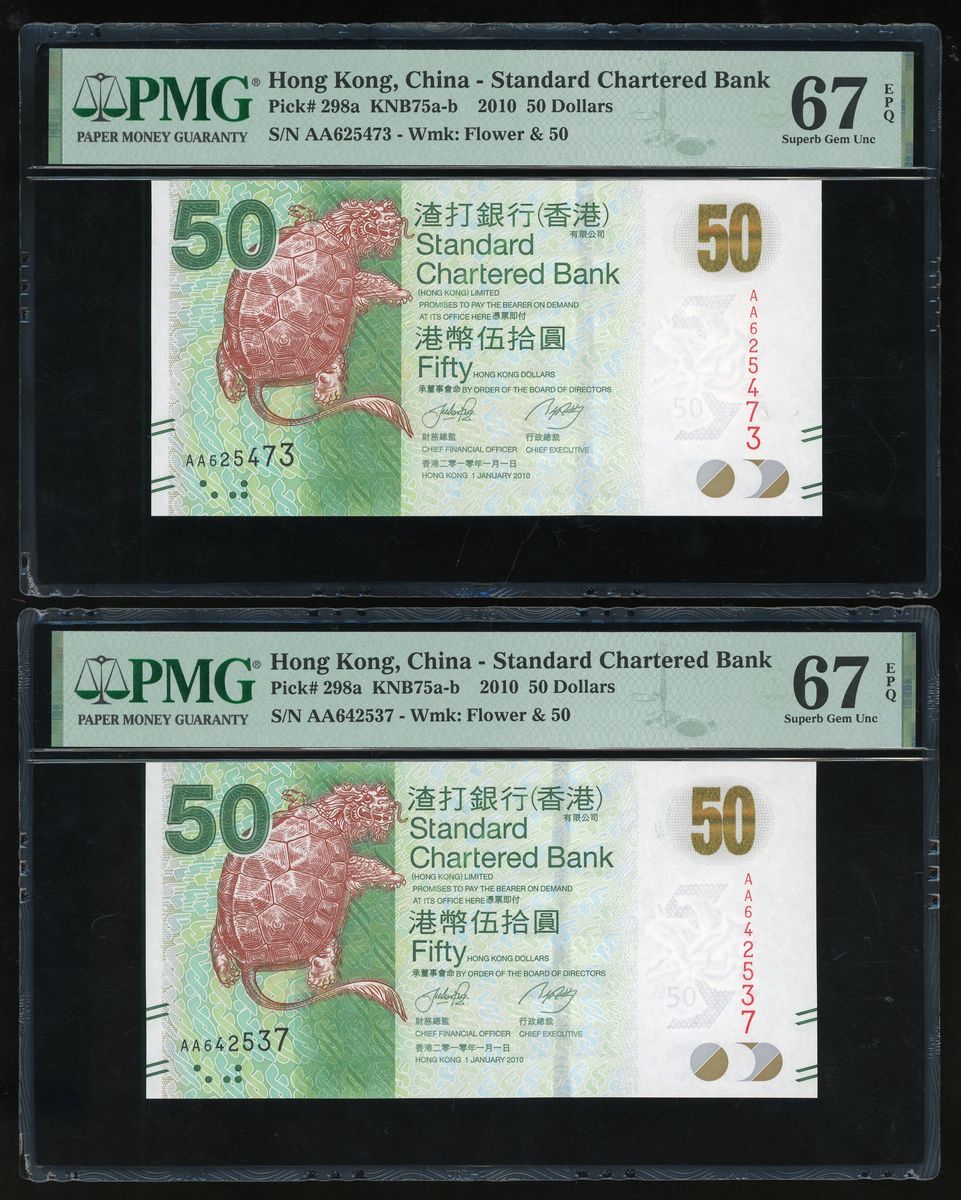 PMG®
PAPER MONEY GUARANTY
Hong Kong, China - Standard Chartered Bank
Pick# 298a KNB75a-b 2010 50 Dollars
S/N AA625473 - Wmk: Flower & 50
67 EPQ
Superb Gem Unc
50
渣打銀行(香港)
有限公司
Standard
Chartered Bank
(HONG KONG) LIMITED
PROMISES TO PAY THE BEARER ON DEMAND
AT ITS OFFICE HERE 憑票即付
港幣伍拾圓
Fifty HONG KONG DOLLARS
承董事會命 BY ORDER OF THE BOARD OF DIRECTORS
財務總監 行政總裁
CHIEF FINANCIAL OFFICER CHIEF EXECUTIVE
香港二零一零年一月一日
HONG KONG 1 JANUARY 2010
AA625473
50
AA625473
50
PMG®
PAPER MONEY GUARANTY
Hong Kong, China - Standard Chartered Bank
Pick# 298a KNB75a-b 2010 50 Dollars
S/N AA642537 - Wmk: Flower & 50
67 EPQ
Superb Gem Unc
50
渣打銀行(香港)
有限公司
Standard
Chartered Bank
(HONG KONG) LIMITED
PROMISES TO PAY THE BEARER ON DEMAND
AT ITS OFFICE HERE 憑票即付
港幣伍拾圓
Fifty HONG KONG DOLLARS
承董事會命 BY ORDER OF THE BOARD OF DIRECTORS
財務總監 行政總裁
CHIEF FINANCIAL OFFICER CHIEF EXECUTIVE
香港二零一零年一月一日
HONG KONG 1 JANUARY 2010
AA642537
50
AA642537
50